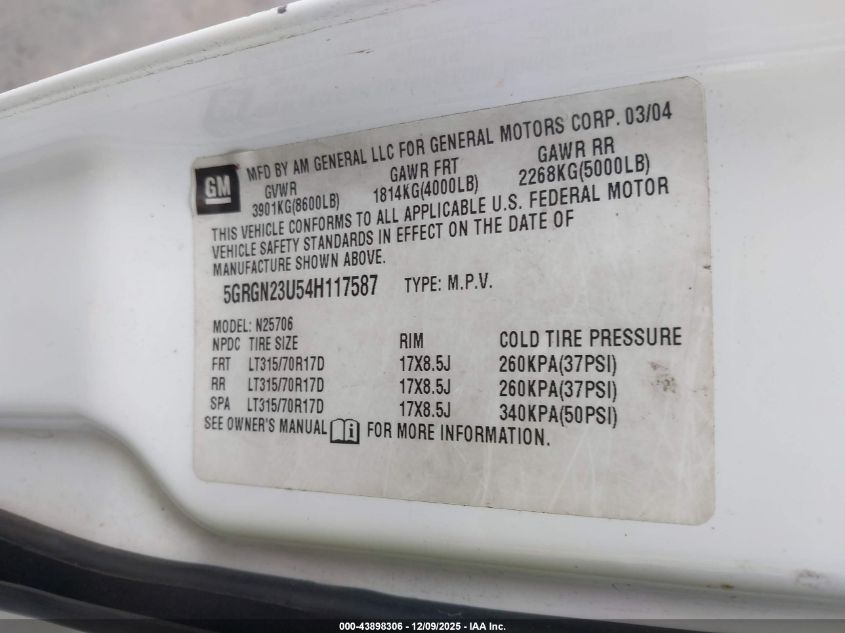 GM
MFD BY AM GENERAL LLC FOR GENERAL MOTORS CORP. 03/04
GVWR GAWR FRT GAWR RR
3901KG(8600LB) 1814KG(4000LB) 2268KG(5000LB)
THIS VEHICLE CONFORMS TO ALL APPLICABLE U.S. FEDERAL MOTOR
VEHICLE SAFETY STANDARDS IN EFFECT ON THE DATE OF
MANUFACTURE SHOWN ABOVE.
5GRGN23U54H117587 TYPE: M.P.V.
MODEL: N25706
NPDC TIRE SIZE RIM COLD TIRE PRESSURE
FRT LT315/70R17D 17X8.5J 260KPA(37PSI)
RR LT315/70R17D 17X8.5J 260KPA(37PSI)
SPA LT315/70R17D 17X8.5J 340KPA(50PSI)
SEE OWNER'S MANUAL i FOR MORE INFORMATION.
000-43898306 - 12/09/2025 - IAA Inc.